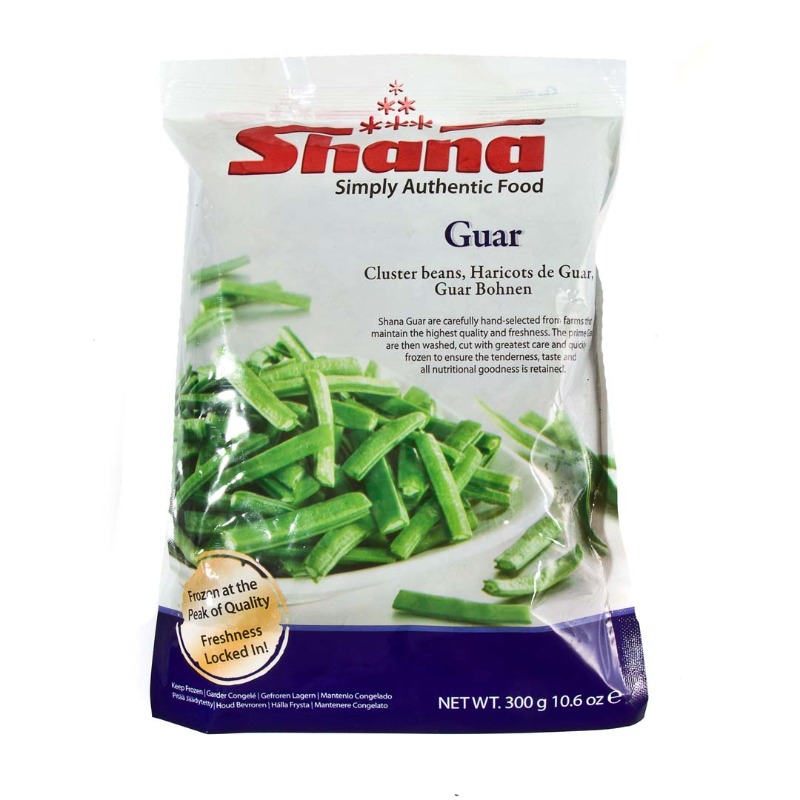 Shana
Simply Authentic Food
Guar
Cluster beans, Haricots de Guar,
Guar Bohnen
Shana Guar are carefully hand-selected from farms
maintain the highest quality and freshness. The prime
are then washed, cut with greatest care and quickly
frozen to ensure the tenderness, taste and
all nutritional goodness is retained.
Frozen at the
Peak of Quality
Freshness
Locked In!
Keep Frozen | Garder Congelé | Gefroren Lagern | Mantenio Congelado
Pitää Jäädytetty | Houd Bevroren | Hålla Frysta | Mantenere Congelato
NET WT. 300 g 10.6 oz ℮